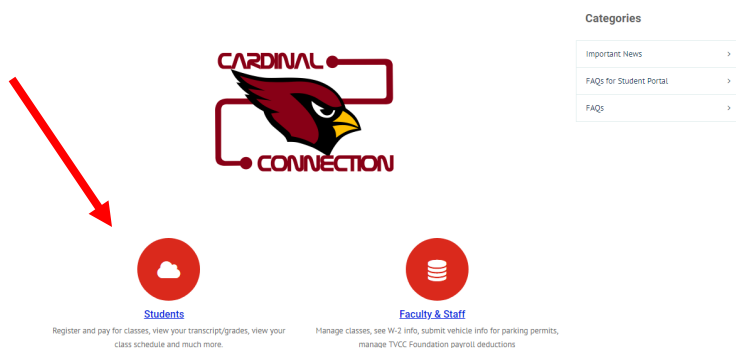 Categories
CARDINAL
CONNECTION
Important News
FAQs for Student Portal
FAQs
Students
Register and pay for classes, view your transcript/grades, view your
class schedule and much more.
Faculty & Staff
Manage classes, see W-2 info, submit vehicle info for parking permits,
manage TVCC Foundation payroll deductions